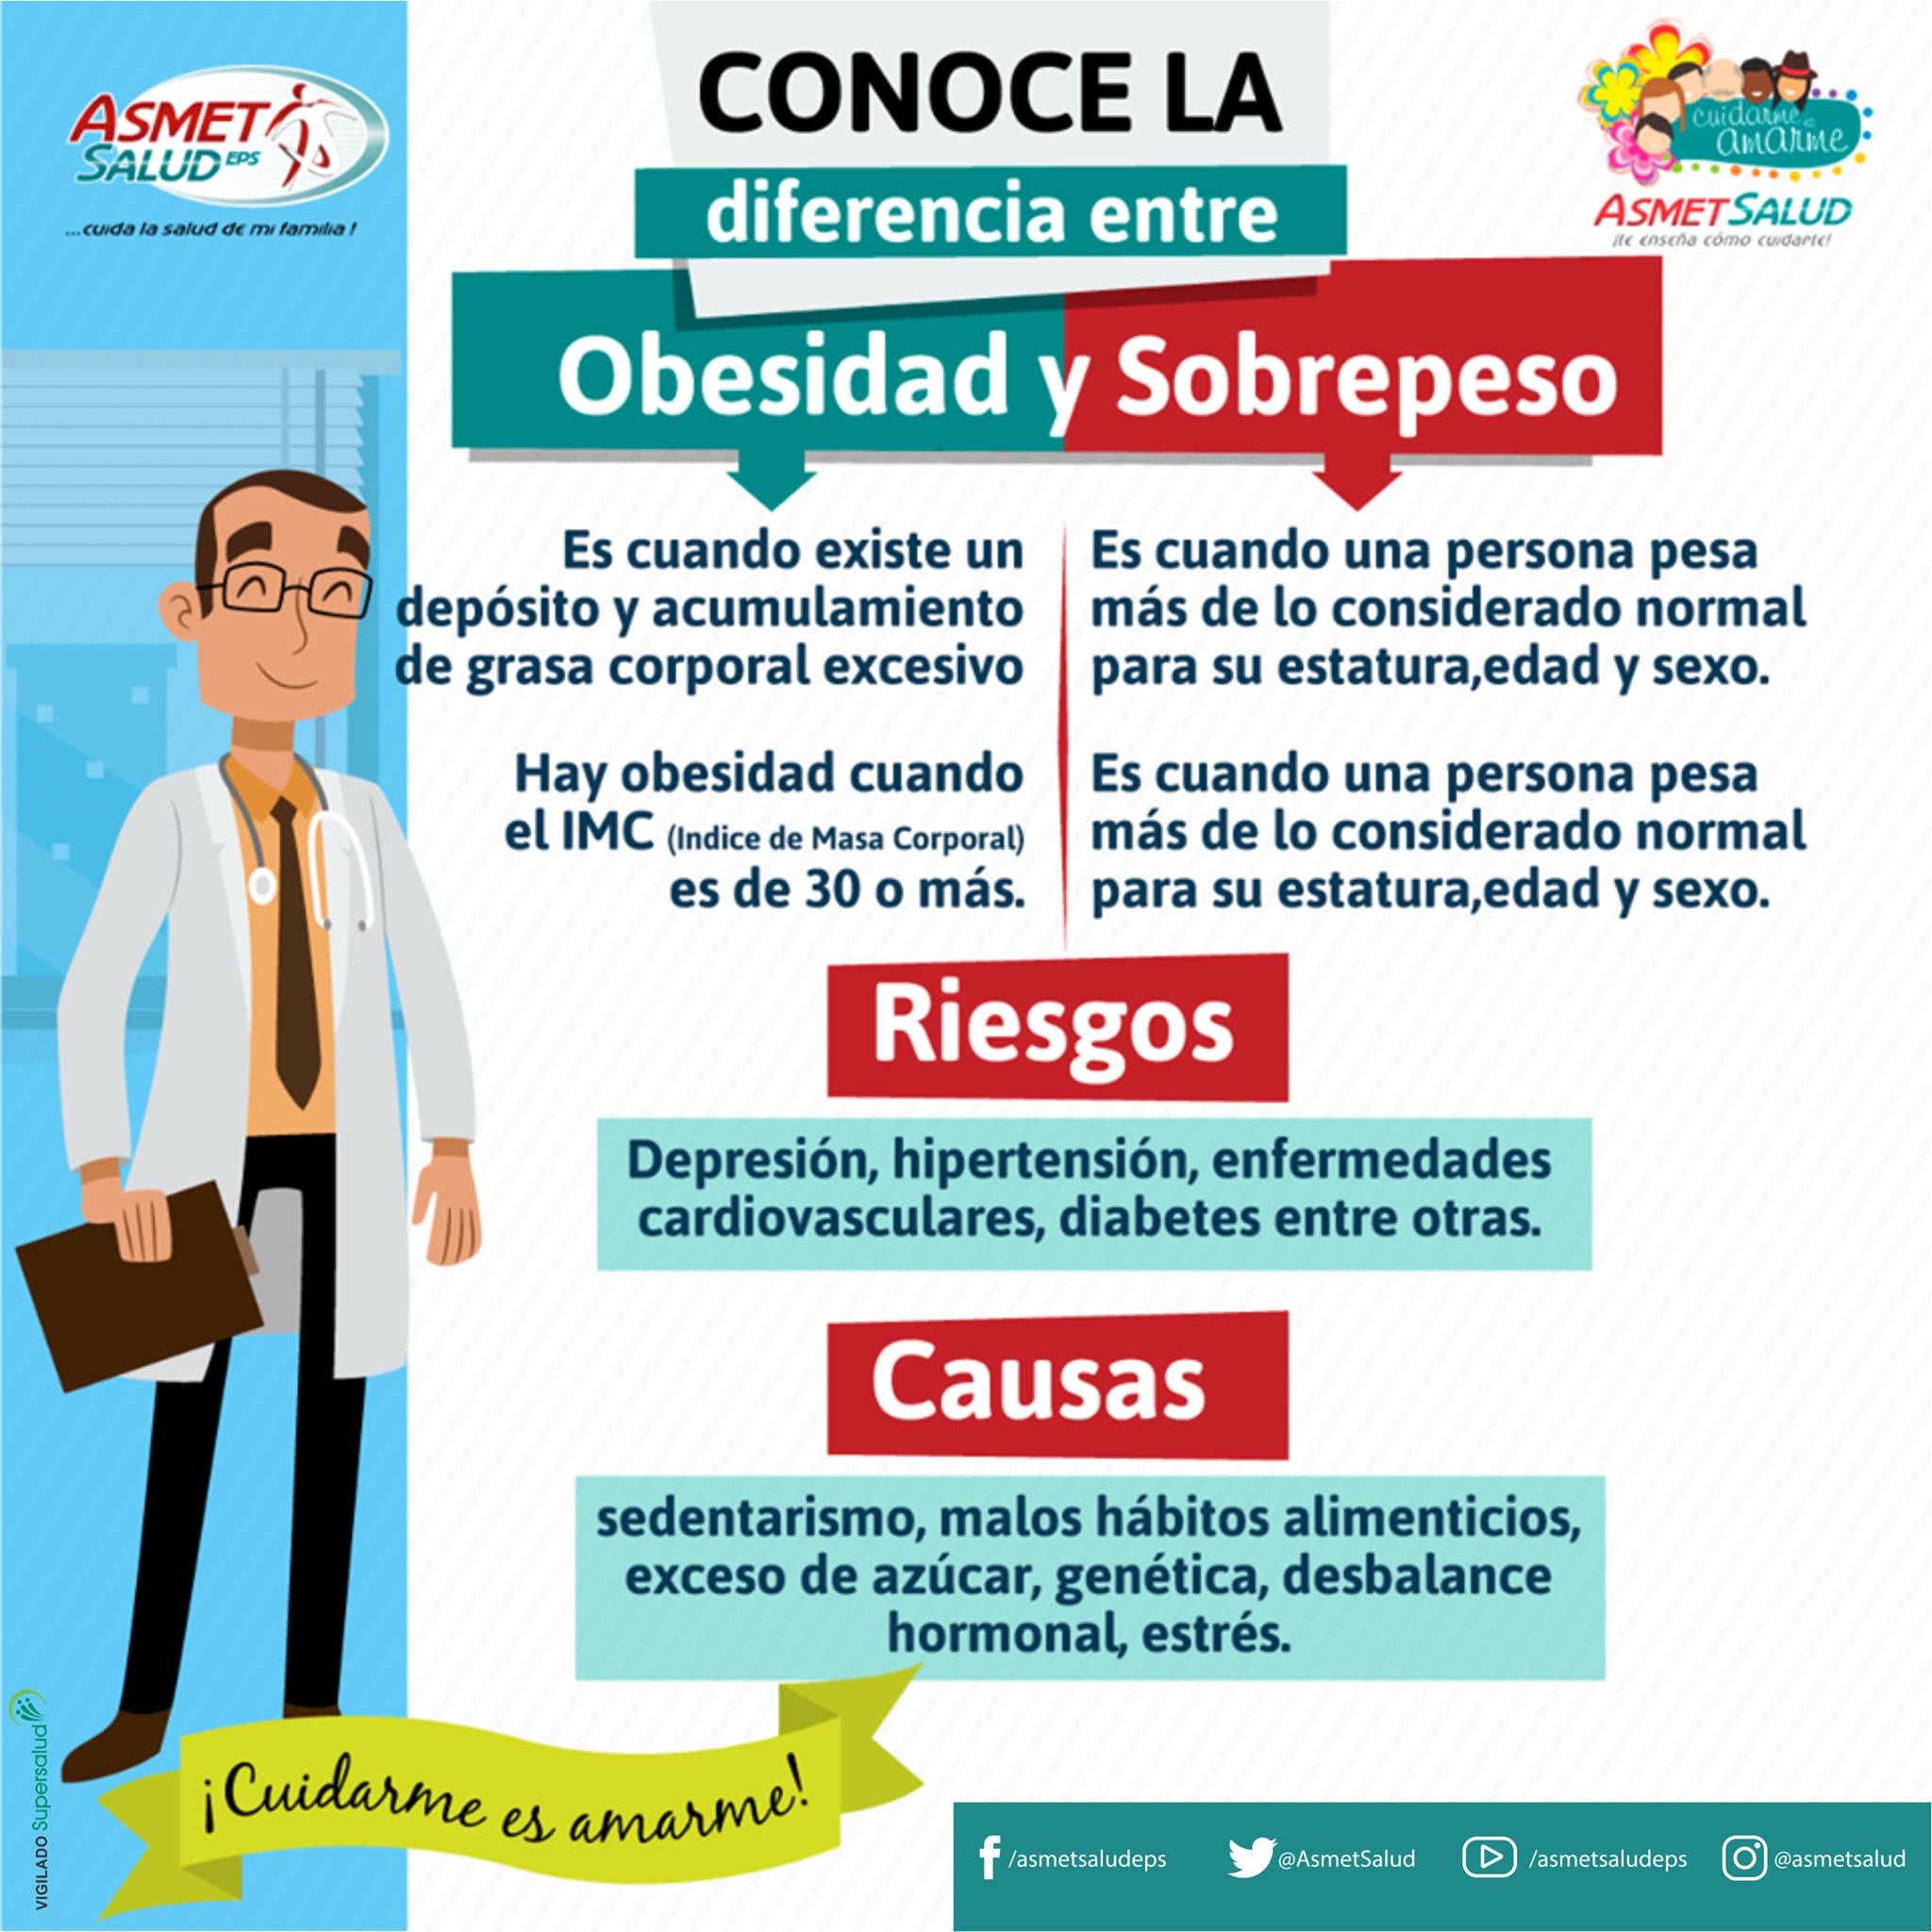 ASMET
SALUD EPS
...cuida la salud de mi familia !
CONOCE LA
diferencia entre
cuidarme es
amarme
ASMETSALUD
¡te enseña cómo cuidarte!
Obesidad y Sobrepeso
Es cuando existe un
depósito y acumulamiento
de grasa corporal excesivo
Hay obesidad cuando
el IMC (Indice de Masa Corporal)
es de 30 o más.
Es cuando una persona pesa
más de lo considerado normal
para su estatura,edad y sexo.
Es cuando una persona pesa
más de lo considerado normal
para su estatura,edad y sexo.
Riesgos
Depresión, hipertensión, enfermedades
cardiovasculares, diabetes entre otras.
Causas
sedentarismo, malos hábitos alimenticios,
exceso de azúcar, genética, desbalance
hormonal, estrés.
¡Cuidarme es amarme!
VIGILADO Supersalud
/asmetsaludeps
@AsmetSalud
/asmetsaludeps
@asmetsalud